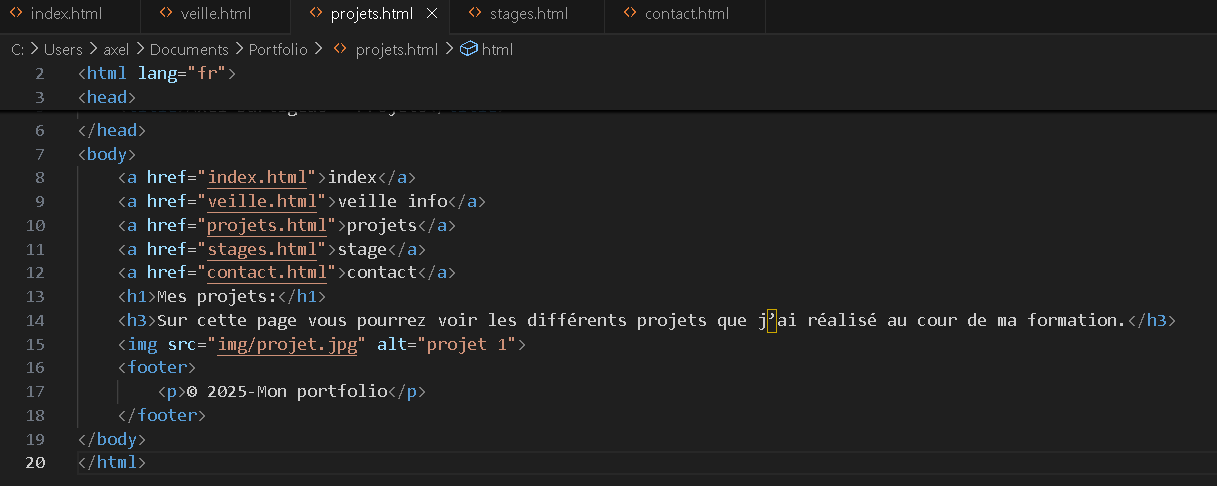 index.html veille.html projets.html stages.html contact.html
C: > Users > axel > Documents > Portfolio > projets.html > html
2 <html lang="fr">
3 <head>
6 </head>
7 <body>
8 <a href="index.html">index</a>
9 <a href="veille.html">veille info</a>
10 <a href="projets.html">projets</a>
11 <a href="stages.html">stage</a>
12 <a href="contact.html">contact</a>
13 <h1>Mes projets:</h1>
14 <h3>Sur cette page vous pourrez voir les différents projets que j’ai réalisé au cour de ma formation.</h3>
15 <img src="img/projet.jpg" alt="projet 1">
16 <footer>
17 <p>© 2025-Mon portfolio</p>
18 </footer>
19 </body>
20 </html>